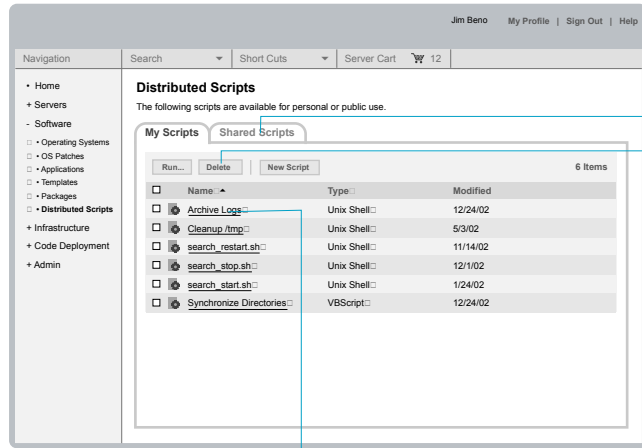 Jim Beno My Profile | Sign Out | Help
Navigation Search Short Cuts Server Cart 12
• Home
+ Servers
- Software
• Operating Systems
• OS Patches
• Applications
• Templates
• Packages
• Distributed Scripts
+ Infrastructure
+ Code Deployment
+ Admin
Distributed Scripts
The following scripts are available for personal or public use.
My Scripts Shared Scripts
Run... Delete New Script 6 Items
Name Type Modified
Archive Logs Unix Shell 12/24/02
Cleanup /tmp Unix Shell 5/3/02
search_restart.sh Unix Shell 11/14/02
search_stop.sh Unix Shell 12/1/02
search_start.sh Unix Shell 1/24/02
Synchronize Directories VBScript 12/24/02